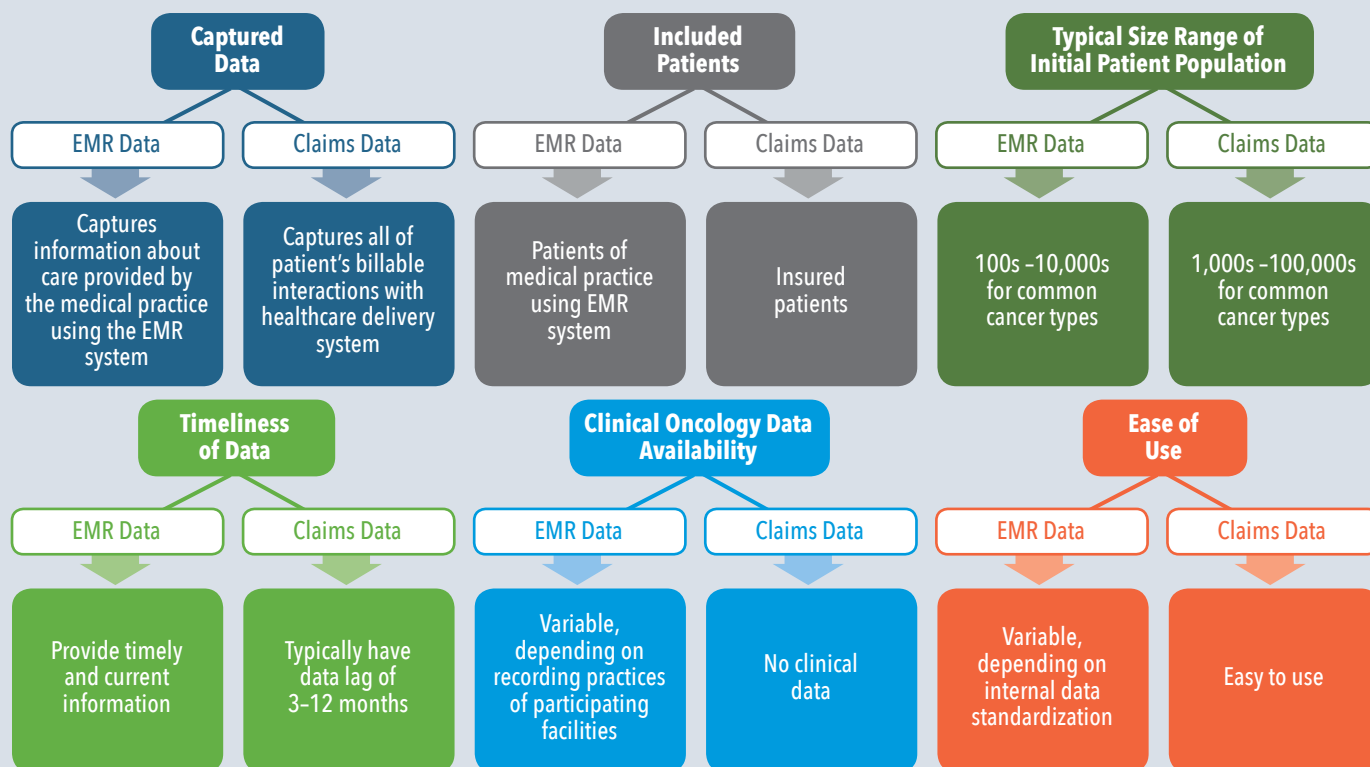 Captured
Data
EMR Data
Claims Data
Captures
information about
care provided by
the medical practice
using the EMR
system
Captures all of
patient's billable
interactions with
healthcare delivery
system
Included
Patients
EMR Data
Claims Data
Patients of
medical practice
using EMR
system
Insured
patients
Typical Size Range of
Initial Patient Population
EMR Data
Claims Data
100s –10,000s
for common
cancer types
1,000s –100,000s
for common
cancer types
Timeliness
of Data
EMR Data
Claims Data
Provide timely
and current
information
Typically have
data lag of
3–12 months
Clinical Oncology Data
Availability
EMR Data
Claims Data
Variable,
depending on
recording practices
of participating
facilities
No clinical
data
Ease of
Use
EMR Data
Claims Data
Variable,
depending on
internal data
standardization
Easy to use